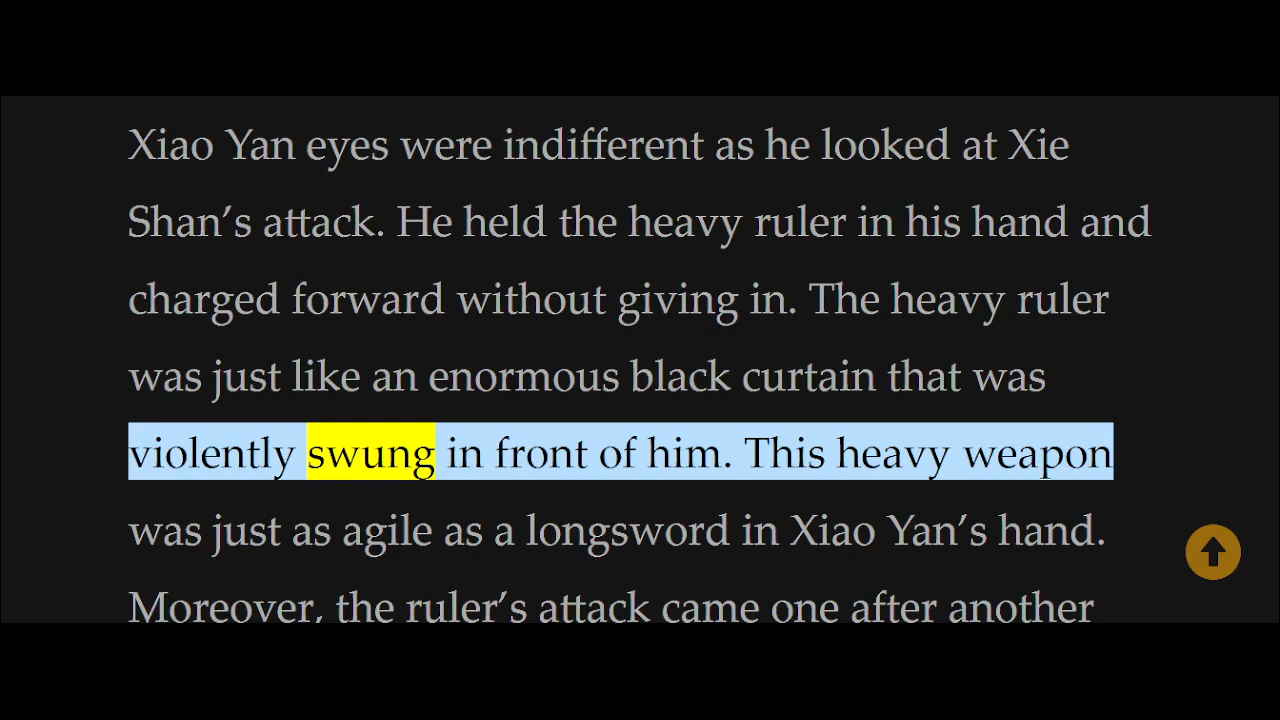 Xiao Yan eyes were indifferent as he looked at Xie
Shan’s attack. He held the heavy ruler in his hand and
charged forward without giving in. The heavy ruler
was just like an enormous black curtain that was
violently swung in front of him. This heavy weapon
was just as agile as a longsword in Xiao Yan’s hand.
Moreover, the ruler’s attack came one after another